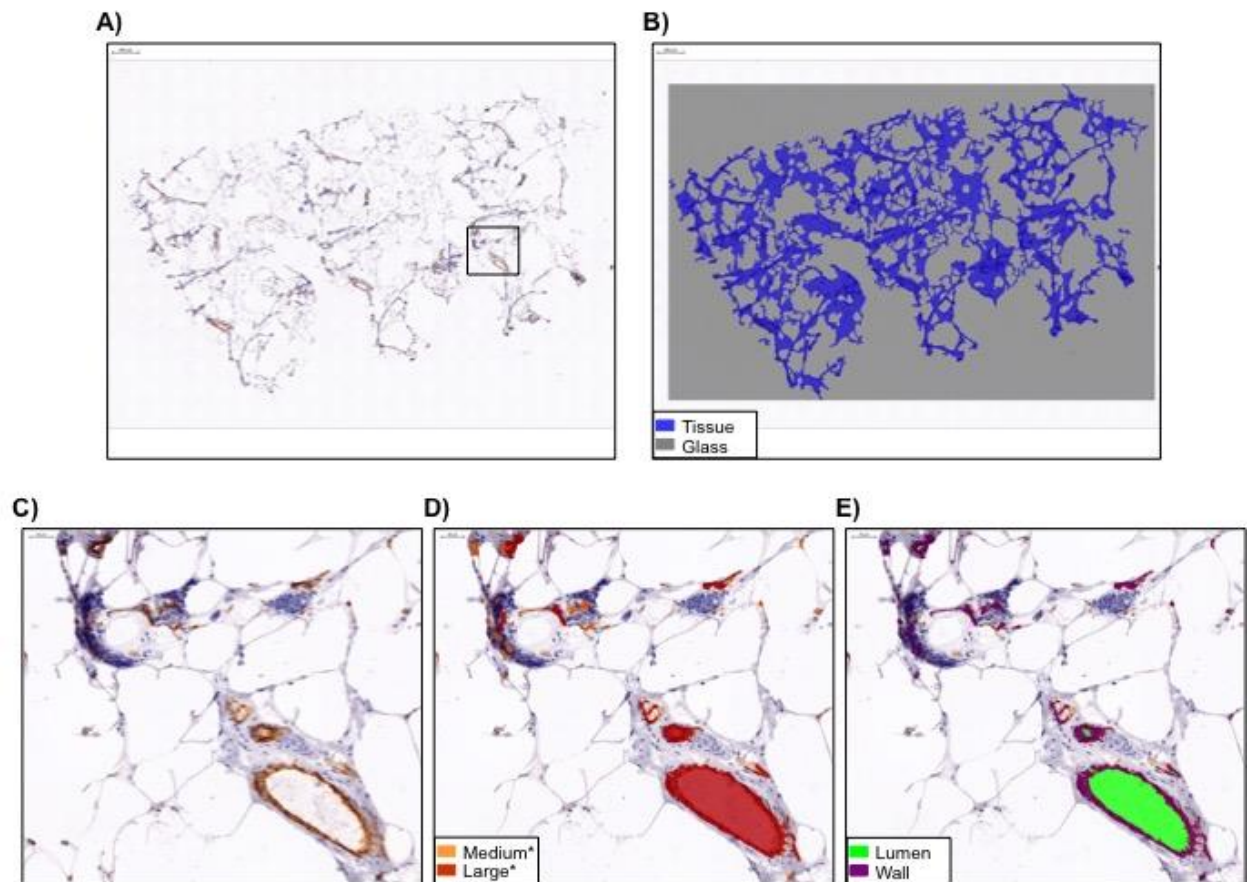 A)
B)
Tissue
Glass
C)
D)
E)
Medium*
Large*
Lumen
Wall